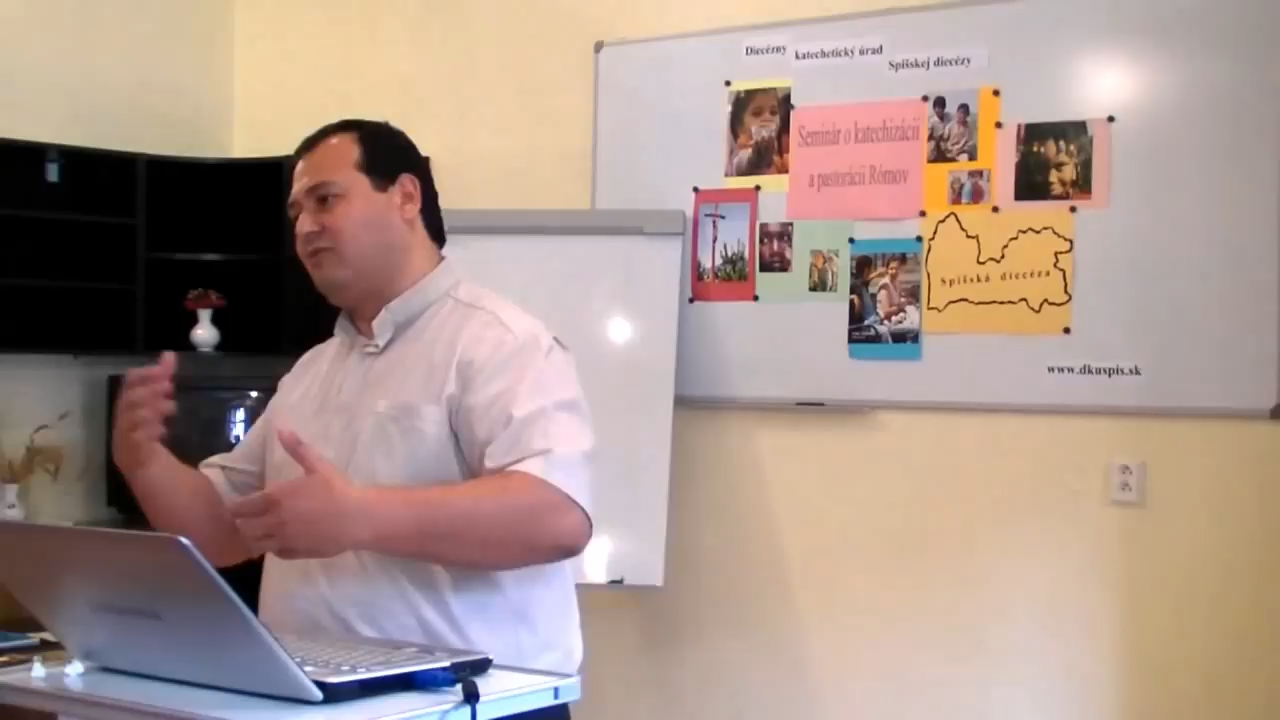 Diecézny katechetický úrad
Spišskej diecézy
Seminár o katechizácii
a pastorácii Rómov
Spišská diecéza
www.dkuspis.sk